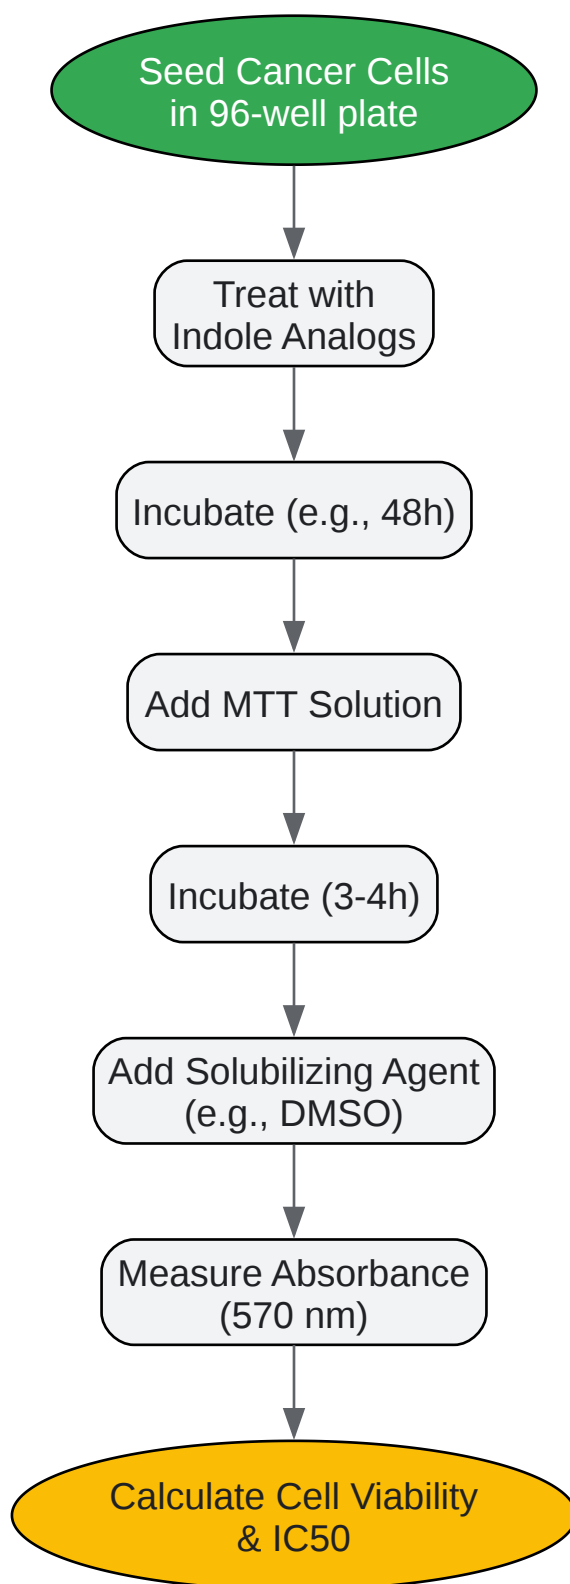 Seed Cancer Cells
in 96-well plate
Treat with
Indole Analogs
Incubate (e.g., 48h)
Add MTT Solution
Incubate (3-4h)
Add Solubilizing Agent
(e.g., DMSO)
Measure Absorbance
(570 nm)
Calculate Cell Viability
& IC50